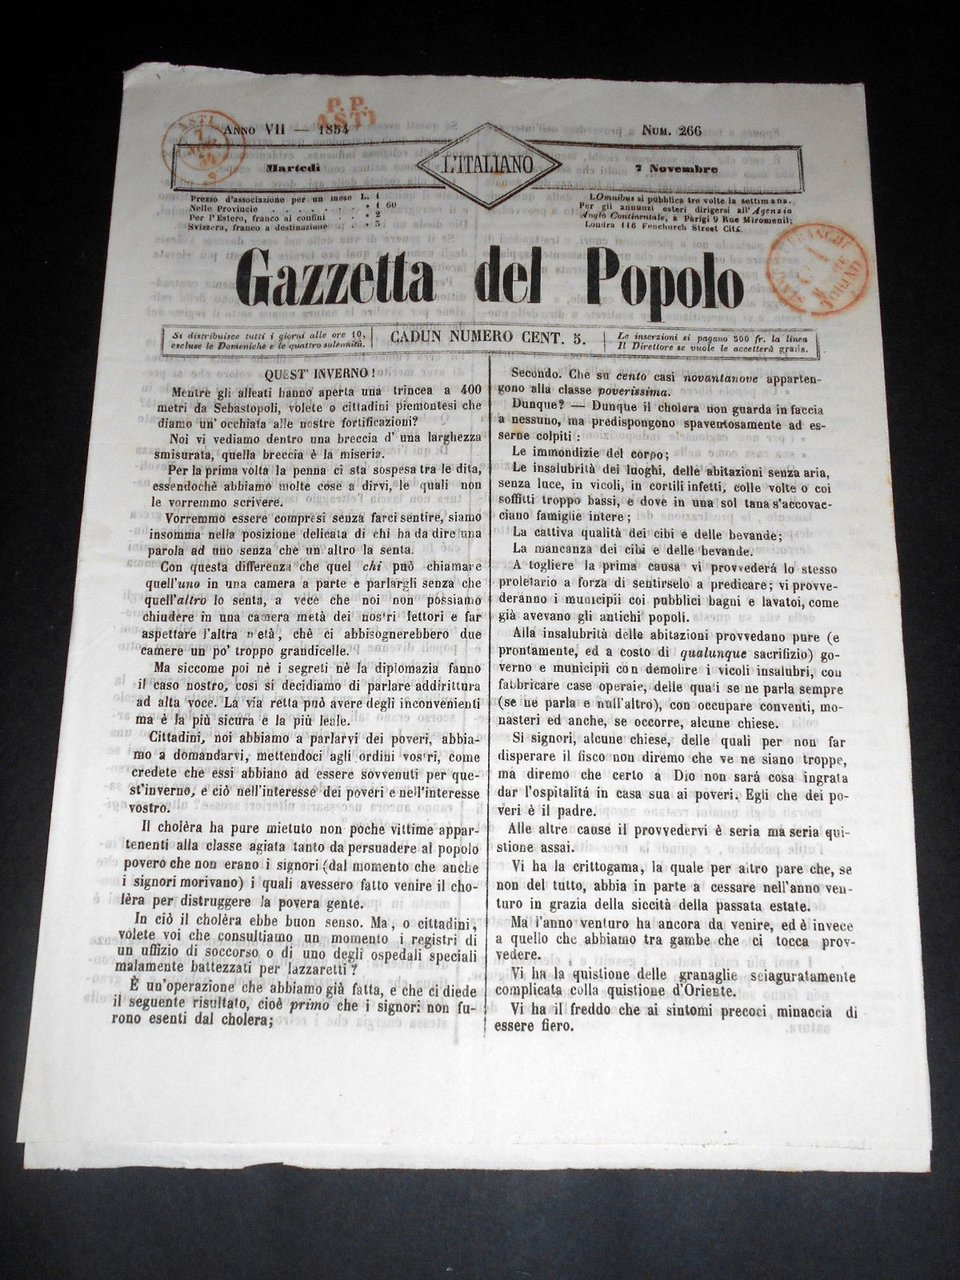 P. P.
ASTI
ASTI
ANNO VII — 1854
NUM. 266
Martedì
L'ITALIANO
7 Novembre
Prezzo d'associazione per un mese L. 1
Nelle Provincie . . . . . . » 1 60
Per l'Estero, franco ai confini . » 2
Svizzera, franco a destinazione . » 3
L'Omnibus si pubblica tre volte la settimana.
Per gli annunzi esteri dirigersi all'Agenzia
Anglo Continentale, a Parigi 9 Rue Miromenil;
Londra 116 Fenchurch Street City.
Gazzetta del Popolo
Si distribuisce tutti i giorni alle ore 10,
escluse le Domeniche e le quattro solennità.
CADUN NUMERO CENT. 5.
Le inserzioni si pagano 500 fr. la linea
Il Direttore se vuole le accetterà gratis.
QUEST' INVERNO!
Mentre gli alleati hanno aperta una trincea a 400
metri da Sebastopoli, volete o cittadini piemontesi che
diamo un' occhiata alle nostre fortificazioni?
Noi vi vediamo dentro una breccia d' una larghezza
smisurata, quella breccia è la miseria.
Per la prima volta la penna ci sta sospesa tra le dita,
essendochè abbiamo molte cose a dirvi, le quali non
le vorremmo scrivere.
Vorremmo essere compresi senza farci sentire, siamo
insomma nella posizione delicata di chi ha da dire una
parola ad uno senza che un altro la senta.
Con questa differenza che quel chi può chiamare
quell'uno in una camera a parte e parlargli senza che
quell'altro lo senta, a vece che noi non possiamo
chiudere in una camera metà dei nostri lettori e far
aspettare l'altra metà, chè ci abbisognerebbero due
camere un po' troppo grandicelle.
Ma siccome poi nè i segreti nè la diplomazia fanno
il caso nostro, così si decidiamo di parlare addirittura
ad alta voce. La via retta può avere degli inconvenienti
ma è la più sicura e la più leale.
Cittadini, noi abbiamo a parlarvi dei poveri, abbia-
mo a domandarvi, mettendoci agli ordini vostri, come
credete che essi abbiano ad essere sovvenuti per que-
st'inverno, e ciò nell'interesse dei poveri e nell'interesse
vostro.
Il cholèra ha pure mietuto non poche vittime appar-
tenenti alla classe agiata tanto da persuadere al popolo
povero che non erano i signori (dal momento che anche
i signori morivano) i quali avessero fatto venire il cho-
lèra per distruggere la povera gente.
In ciò il cholèra ebbe buon senso. Ma, o cittadini,
volete voi che consultiamo un momento i registri di
un uffizio di soccorso o di uno degli ospedali speciali
malamente battezzati per lazzaretti?
È un'operazione che abbiamo già fatta, e che ci diede
il seguente risultato, cioè primo che i signori non fu-
rono esenti dal cholera;
Secondo. Che su cento casi novantanove apparten-
gono alla classe poverissima.
Dunque? — Dunque il cholera non guarda in faccia
a nessuno, ma predispongono spaventosamente ad es-
serne colpiti:
Le immondizie del corpo;
Le insalubrità dei luoghi, delle abitazioni senza aria,
senza luce, in vicoli, in cortili infetti, colle volte o coi
soffitti troppo bassi, e dove in una sol tana s'accovac-
ciano famiglie intere;
La cattiva qualità dei cibi e delle bevande;
La mancanza dei cibi e delle bevande.
A togliere la prima causa vi provvederà lo stesso
proletario a forza di sentirselo a predicare; vi provve-
deranno i municipii coi pubblici bagni e lavatoi, come
già avevano gli antichi popoli.
Alla insalubrità delle abitazioni provvedano pure (e
prontamente, ed a costo di qualunque sacrifizio) go-
verno e municipii con demolire i vicoli insalubri, con
fabbricare case operaie, delle quali se ne parla sempre
(se ne parla e null'altro), con occupare conventi, mo-
nasteri ed anche, se occorre, alcune chiese.
Si signori, alcune chiese, delle quali per non far
disperare il fisco non diremo che ve ne siano troppe,
ma diremo che certo a Dio non sarà cosa ingrata
dar l'ospitalità in casa sua ai poveri. Egli che dei po-
veri è il padre.
Alle altre cause il provvedervi è seria ma seria qui-
stione assai.
Vi ha la crittogama, la quale per altro pare che, se
non del tutto, abbia in parte a cessare nell'anno ven-
turo in grazia della siccità della passata estate.
Ma l'anno venturo ha ancora da venire, ed è invece
a quello che abbiamo tra gambe che ci tocca prov-
vedere.
Vi ha la quistione delle granaglie sciaguratamente
complicata colla quistione d'Oriente.
Vi ha il freddo che ai sintomi precoci minaccia di
essere fiero.